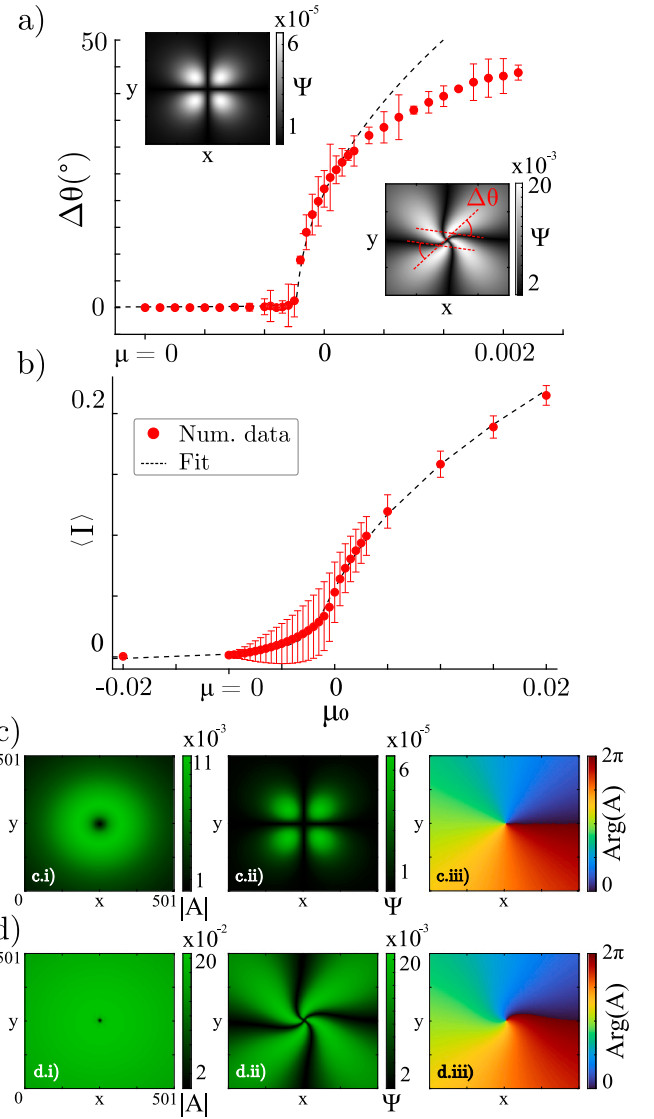 a)
50
Δθ(°)
0
x10⁻⁵
6
y
Ψ
1
x
x10⁻³
20
Δθ
y
Ψ
2
x
μ = 0
0
0.002
b)
0.2
Num. data
Fit
⟨I⟩
0
-0.02
μ = 0
0
0.02
μ₀
c)
501
x10⁻³
11
y
c.i)
1
0
x
501
|A|
x10⁻⁵
6
y
c.ii)
1
x
Ψ
2π
y
Arg(A)
c.iii)
0
x
d)
501
x10⁻²
20
y
d.i)
2
0
x
501
|A|
x10⁻³
20
y
d.ii)
2
x
Ψ
2π
y
Arg(A)
d.iii)
0
x